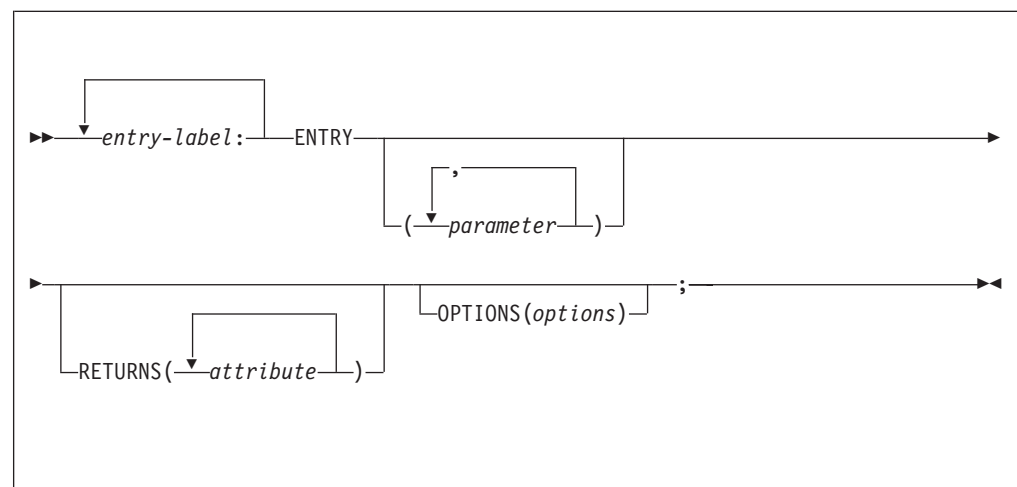 entry-label: ENTRY
,
(parameter)
;
OPTIONS(options)
RETURNS(attribute)